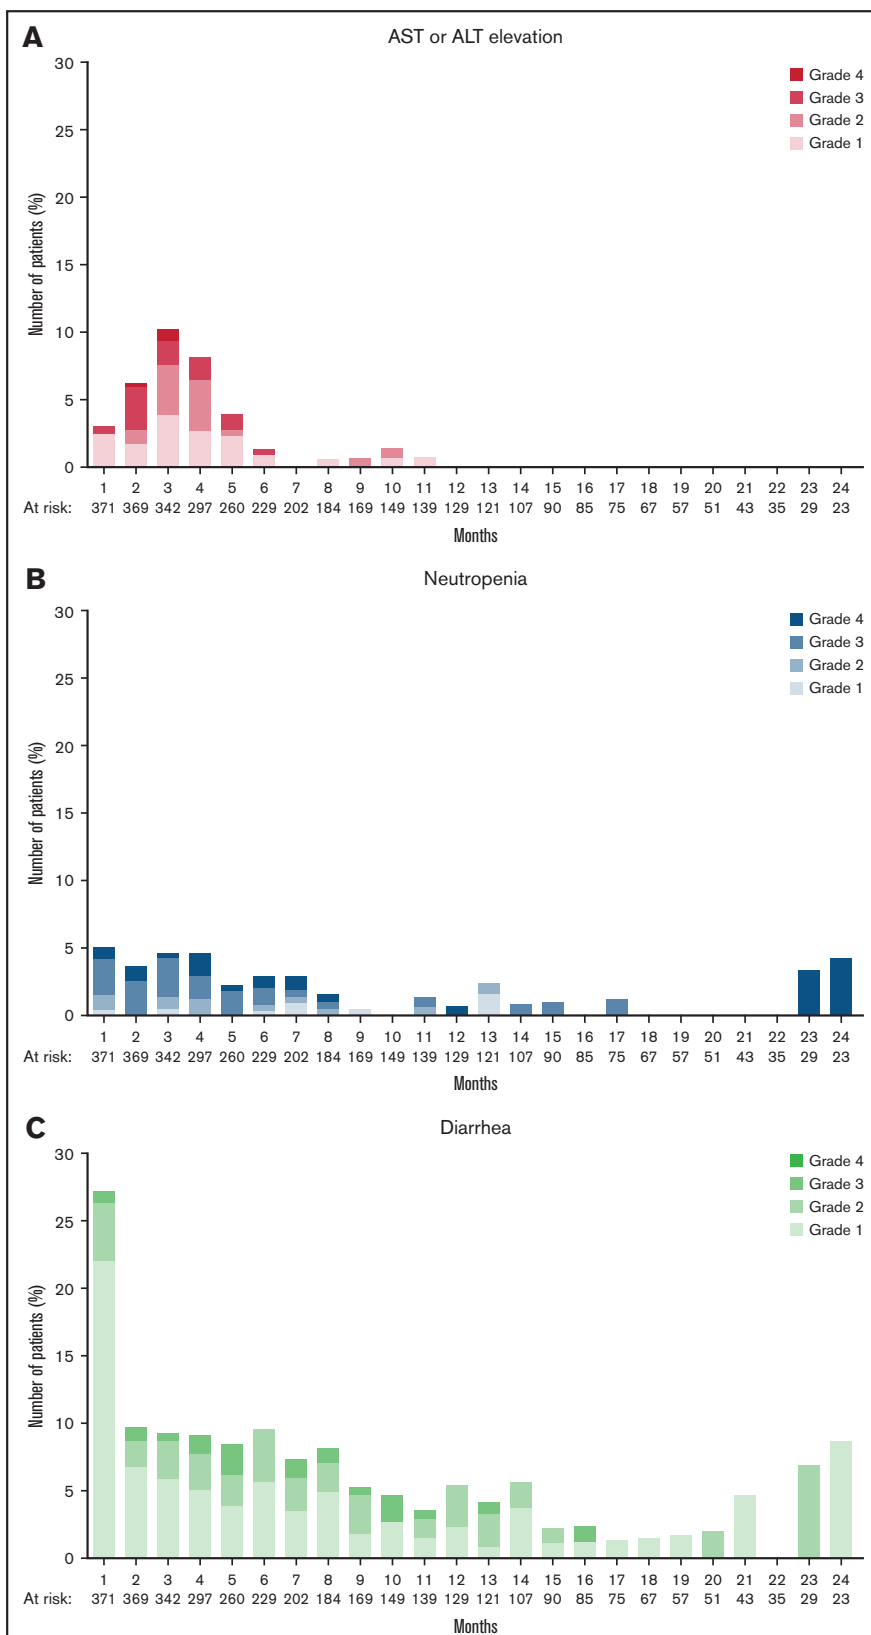 A
AST or ALT elevation
Grade 4
Grade 3
Grade 2
Grade 1
Number of patients (%)
30
25
20
15
10
5
0
1 2 3 4 5 6 7 8 9 10 11 12 13 14 15 16 17 18 19 20 21 22 23 24
At risk: 371 369 342 297 260 229 202 184 169 149 139 129 121 107 90 85 75 67 57 51 43 35 29 23
Months
B
Neutropenia
Grade 4
Grade 3
Grade 2
Grade 1
Number of patients (%)
30
25
20
15
10
5
0
1 2 3 4 5 6 7 8 9 10 11 12 13 14 15 16 17 18 19 20 21 22 23 24
At risk: 371 369 342 297 260 229 202 184 169 149 139 129 121 107 90 85 75 67 57 51 43 35 29 23
Months
C
Diarrhea
Grade 4
Grade 3
Grade 2
Grade 1
Number of patients (%)
30
25
20
15
10
5
0
1 2 3 4 5 6 7 8 9 10 11 12 13 14 15 16 17 18 19 20 21 22 23 24
At risk: 371 369 342 297 260 229 202 184 169 149 139 129 121 107 90 85 75 67 57 51 43 35 29 23
Months